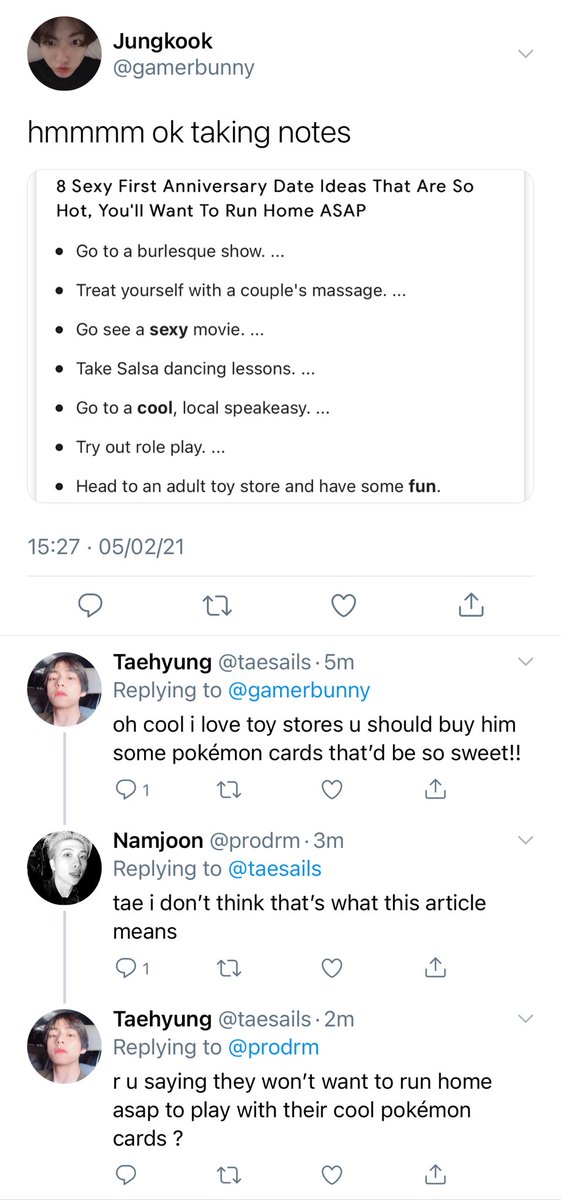 Jungkook
@gamerbunny
hmmmm ok taking notes
8 Sexy First Anniversary Date Ideas That Are So
Hot, You'll Want To Run Home ASAP
• Go to a burlesque show. ...
• Treat yourself with a couple's massage. ...
• Go see a sexy movie. ...
• Take Salsa dancing lessons. ...
• Go to a cool, local speakeasy. ...
• Try out role play. ...
• Head to an adult toy store and have some fun.
15:27 · 05/02/21
Taehyung @taesails · 5m
Replying to @gamerbunny
oh cool i love toy stores u should buy him
some pokémon cards that’d be so sweet!!
1
Namjoon @prodrm · 3m
Replying to @taesails
tae i don’t think that’s what this article
means
1
Taehyung @taesails · 2m
Replying to @prodrm
r u saying they won’t want to run home
asap to play with their cool pokémon
cards ?